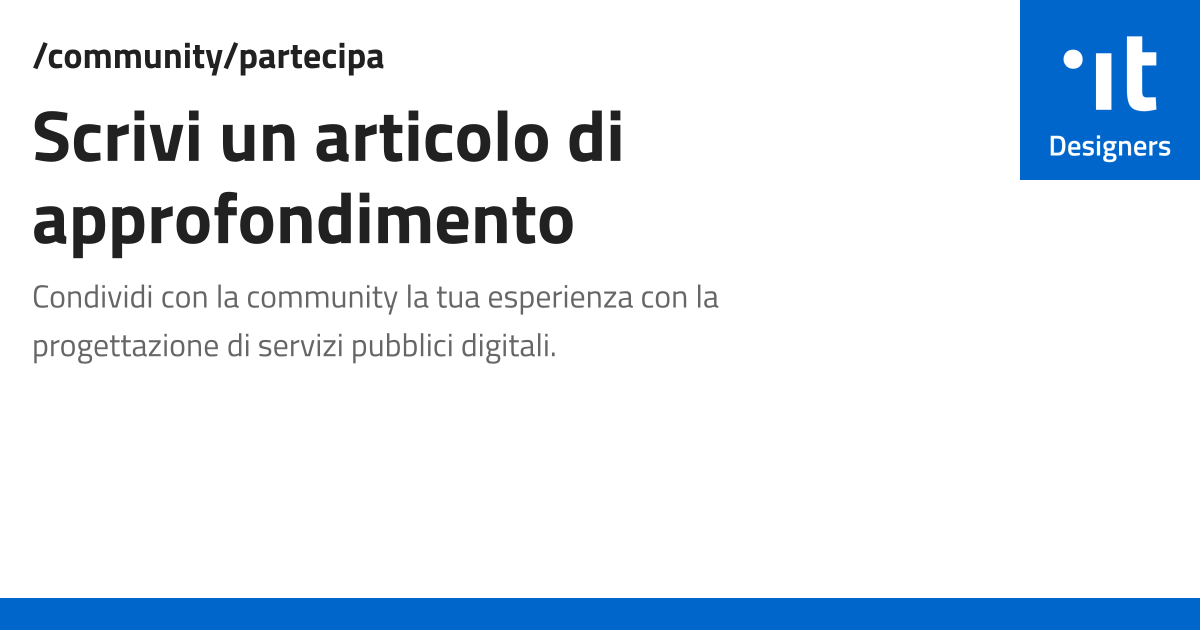 /community/partecipa
Scrivi un articolo di
approfondimento
Condividi con la community la tua esperienza con la
progettazione di servizi pubblici digitali.
it
Designers